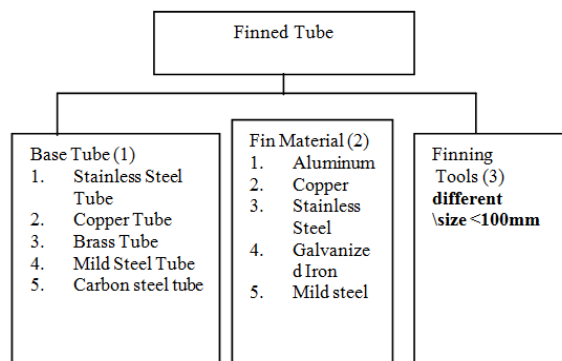 Finned Tube
Base Tube (1)
1. Stainless Steel
Tube
2. Copper Tube
3. Brass Tube
4. Mild Steel Tube
5. Carbon steel tube
Fin Material (2)
1. Aluminum
2. Copper
3. Stainless
Steel
4. Galvanize
d Iron
5. Mild steel
Finning
Tools (3)
different
\size <100mm